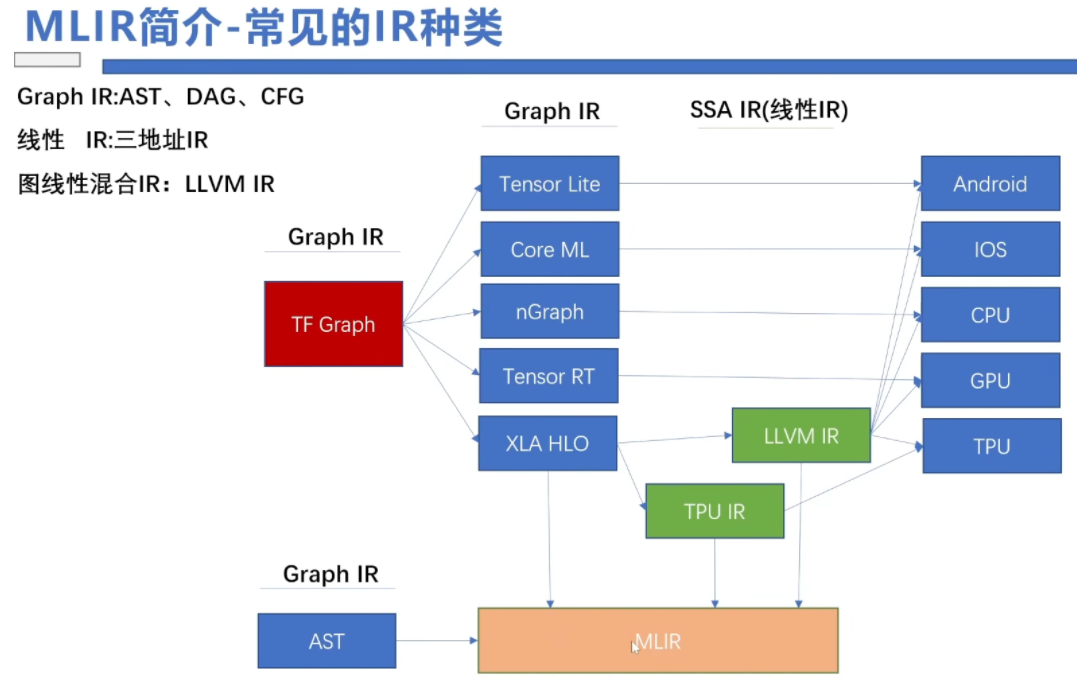 MLIR简介-常见的IR种类
Graph IR:AST、DAG、CFG
线性 IR:三地址IR
图线性混合IR：LLVM IR
Graph IR
SSA IR(线性IR)
Graph IR
Tensor Lite
Android
Core ML
IOS
TF Graph
nGraph
CPU
Tensor RT
GPU
XLA HLO
LLVM IR
TPU
TPU IR
Graph IR
AST
MLIR